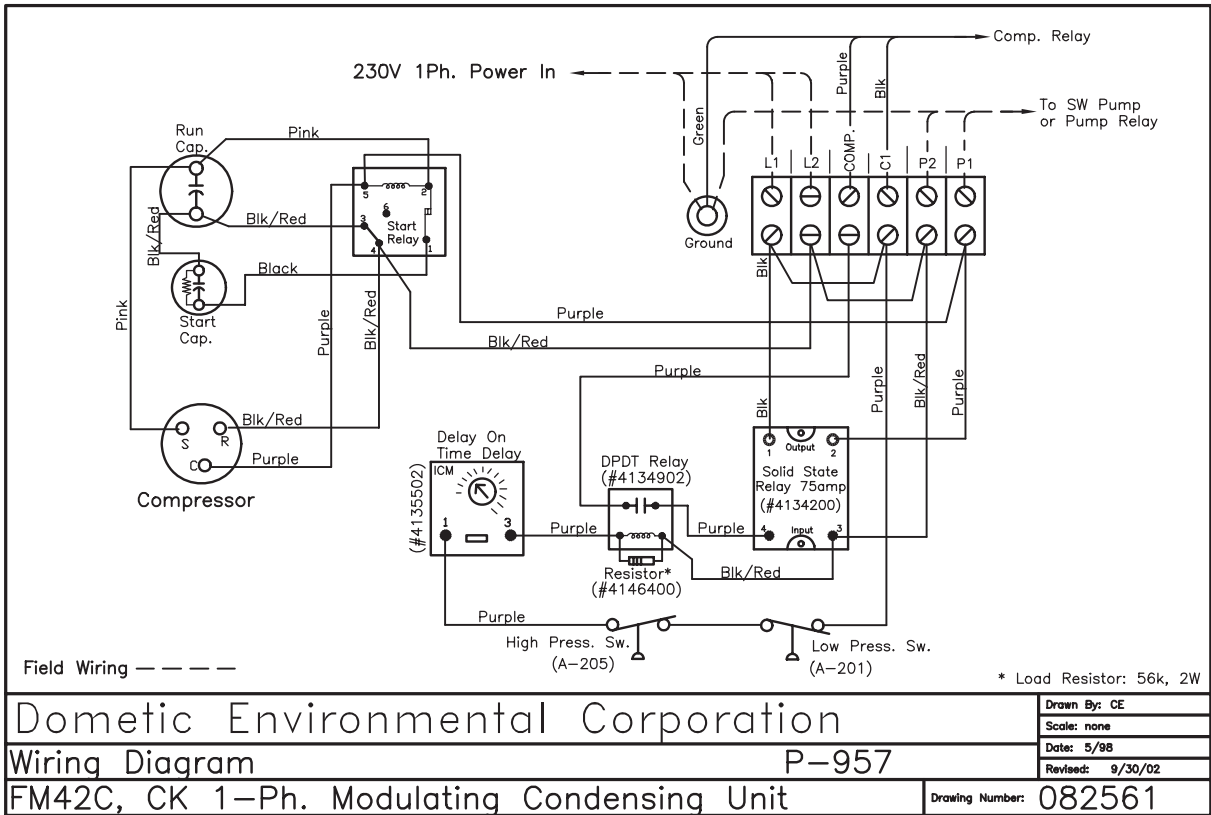 Comp. Relay
230V 1Ph. Power In
To SW Pump
or Pump Relay
Purple
Blk
Green
L1
L2
COMP.
C1
P2
P1
Ground
Run
Cap.
Pink
5
2
6
3
Start
Relay
4
1
Blk/Red
Blk/Red
Black
Start
Cap.
Pink
Purple
Blk/Red
Blk
Purple
Blk/Red
Purple
Purple
Blk/Red
Purple
Blk
S
R
C
Blk/Red
Purple
Compressor
Delay On
Time Delay
ICM
(#4135502)
1
3
DPDT Relay
(#4134902)
Purple
Purple
Resistor*
(#4146400)
Blk/Red
1
Output
2
Solid State
Relay 75amp
(#4134200)
4
Input
3
Purple
High Press. Sw.
(A-205)
Low Press. Sw.
(A-201)
Field Wiring
* Load Resistor: 56k, 2W
Dometic Environmental Corporation
Drawn By: CE
Scale: none
Date: 5/98
Revised: 9/30/02
Wiring Diagram P-957
FM42C, CK 1-Ph. Modulating Condensing Unit
Drawing Number: 082561